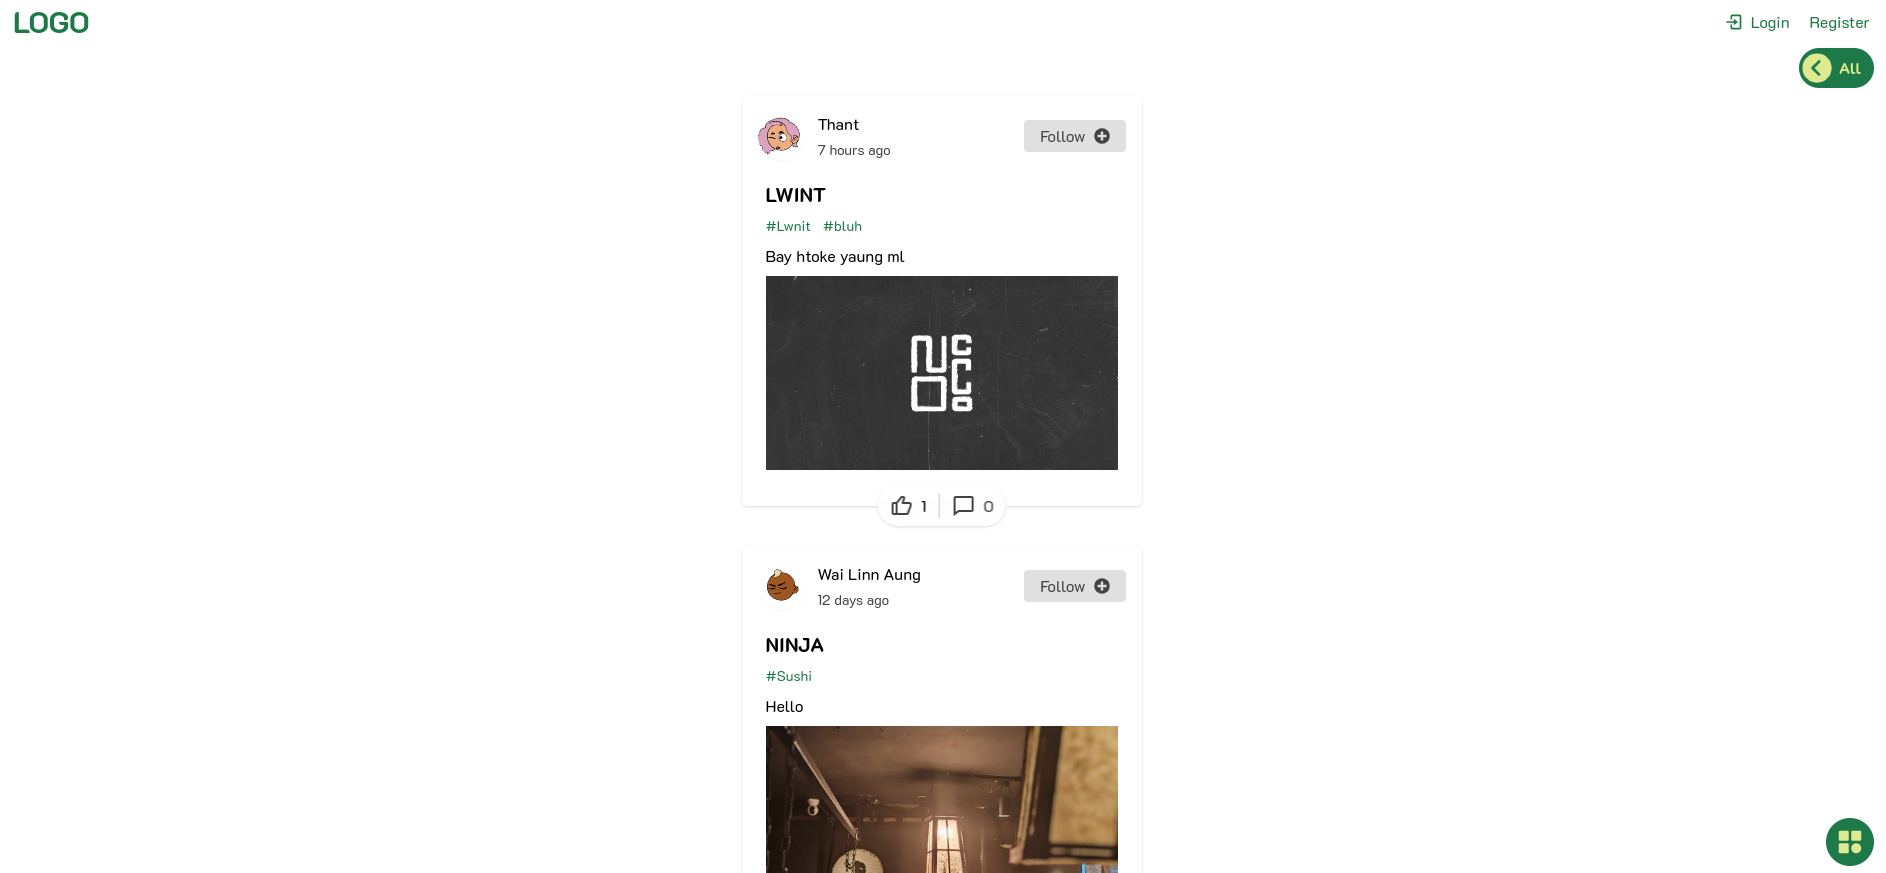 LOGO
Login Register
All
Thant
7 hours ago
Follow
LWINT
#Lwnit #bluh
Bay htoke yaung ml
1 0
Wai Linn Aung
12 days ago
Follow
NINJA
#Sushi
Hello